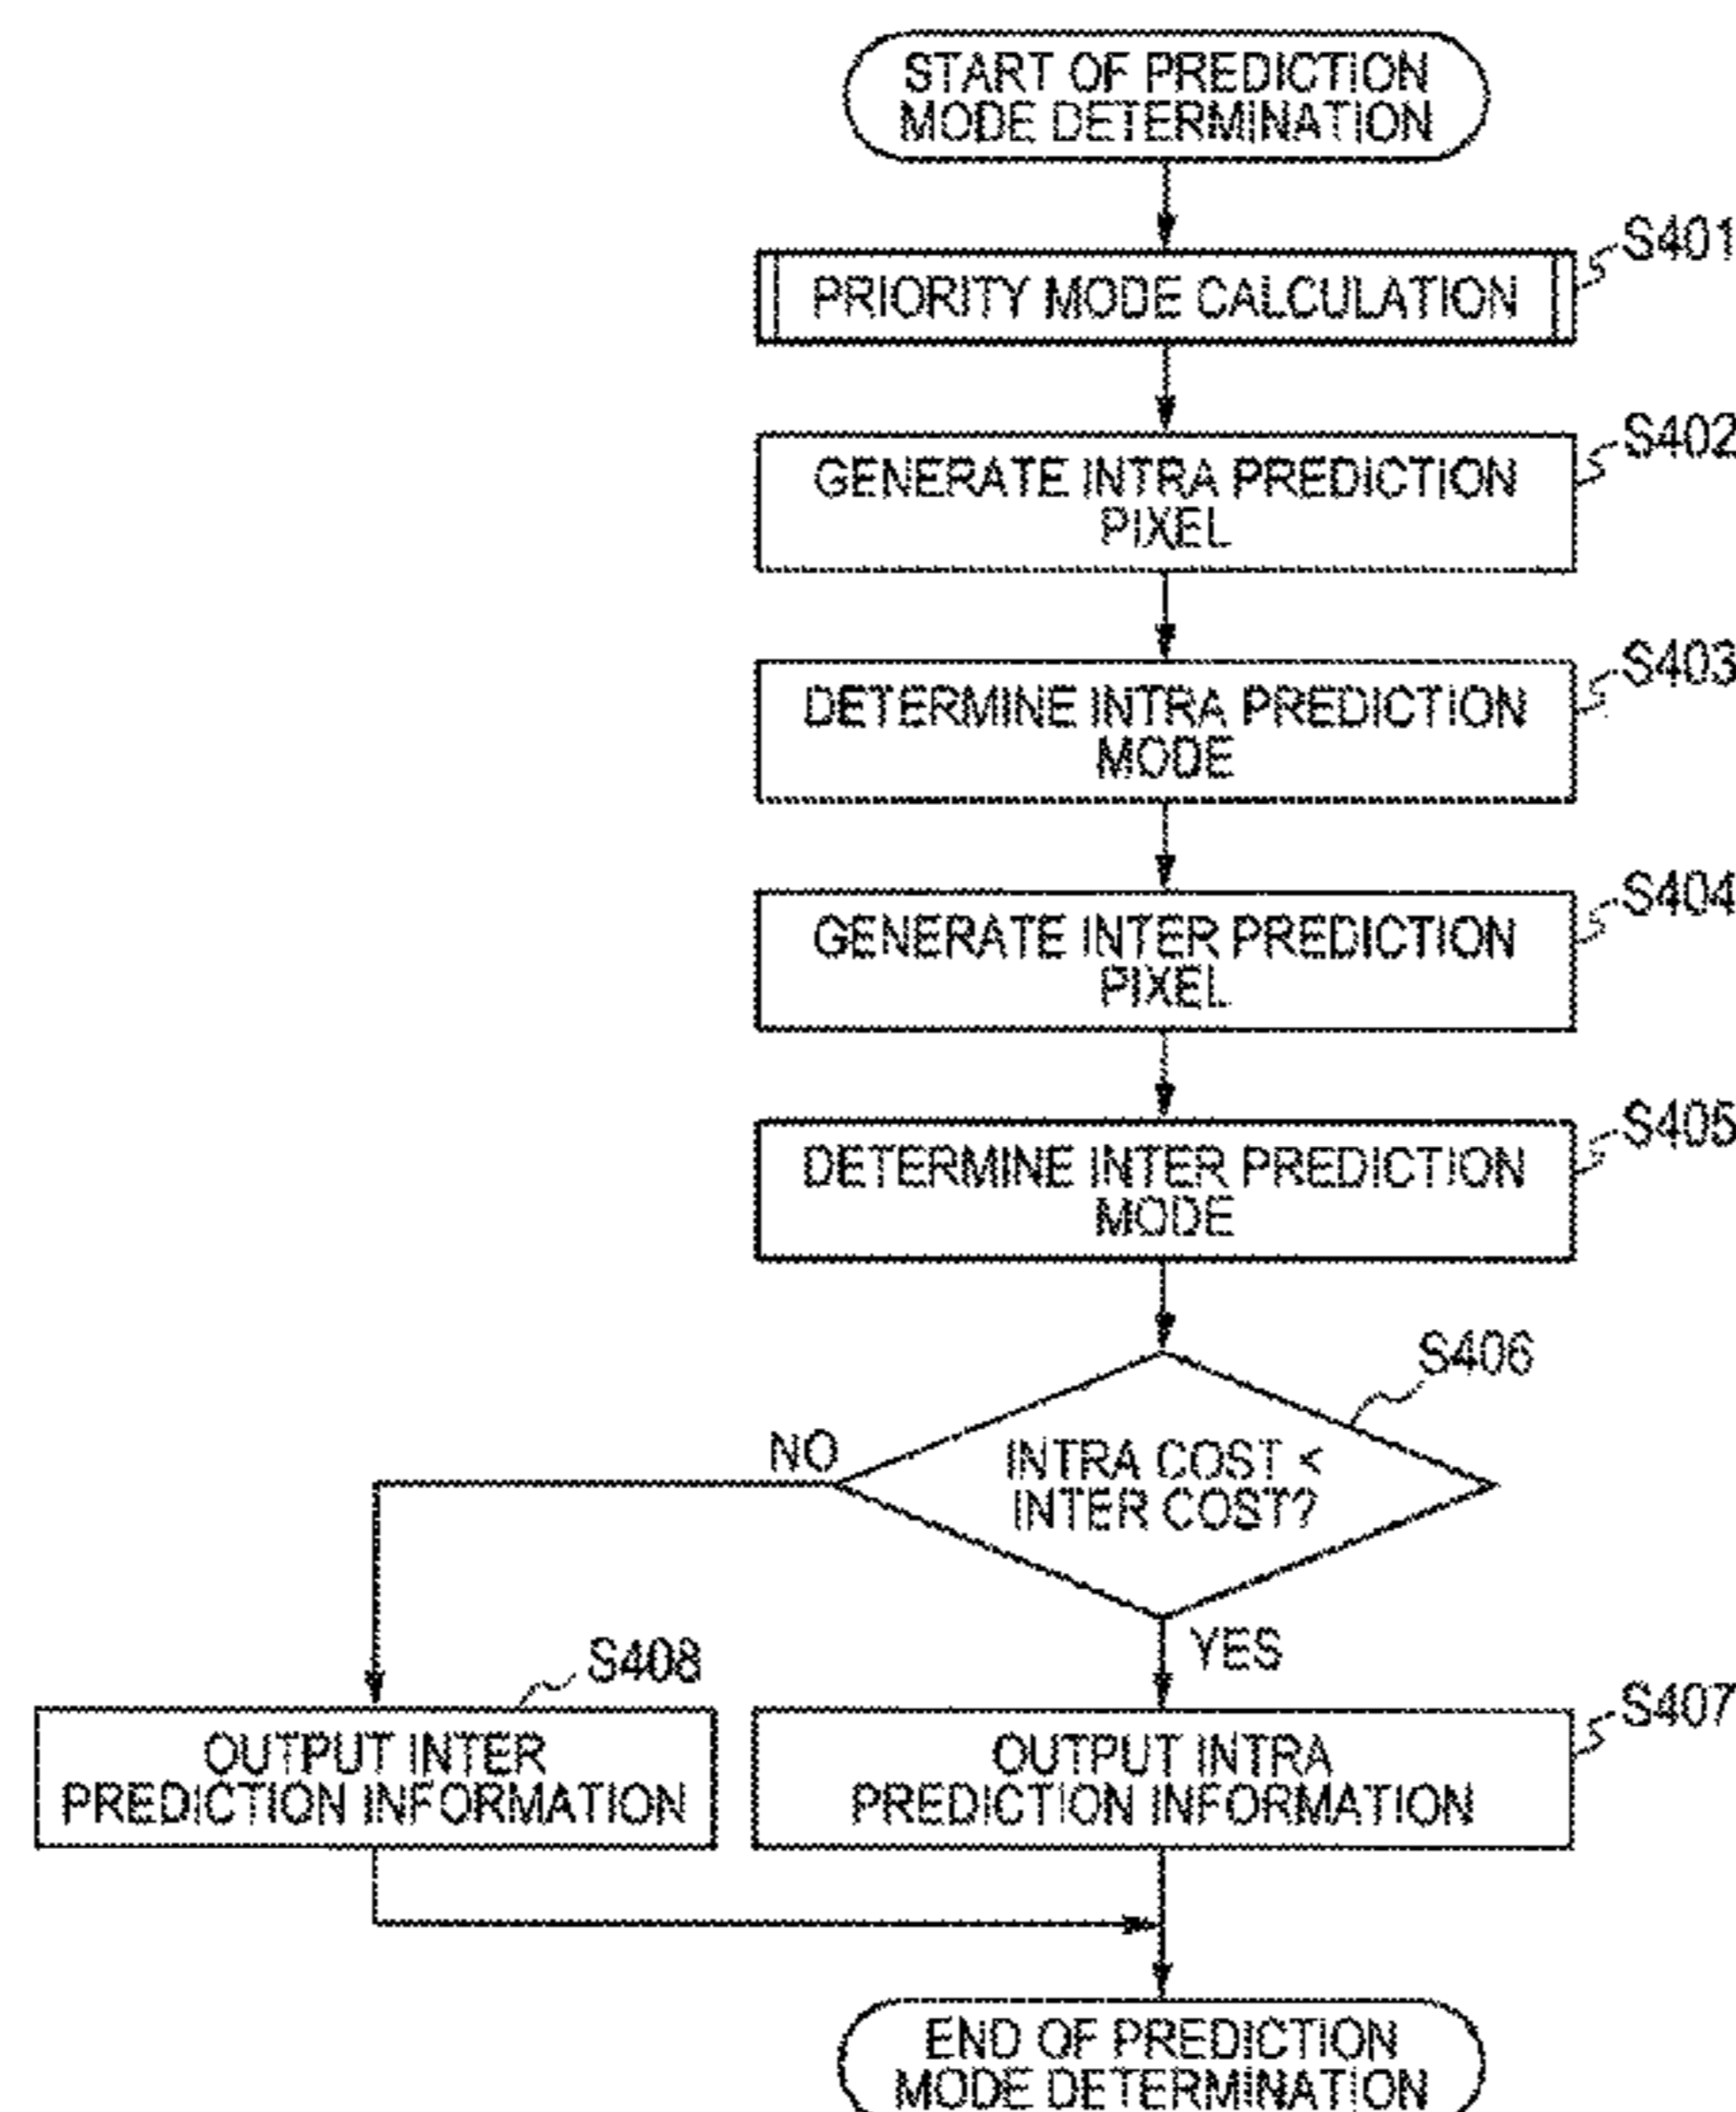 START OF PREDICTION
MODE DETERMINATION
S401
PRIORITY MODE CALCULATION
S402
GENERATE INTRA PREDICTION
PIXEL
S403
DETERMINE INTRA PREDICTION
MODE
S404
GENERATE INTER PREDICTION
PIXEL
S405
DETERMINE INTER PREDICTION
MODE
S406
NO
INTRA COST <
INTER COST?
YES
S408
OUTPUT INTER
PREDICTION INFORMATION
S407
OUTPUT INTRA
PREDICTION INFORMATION
END OF PREDICTION
MODE DETERMINATION